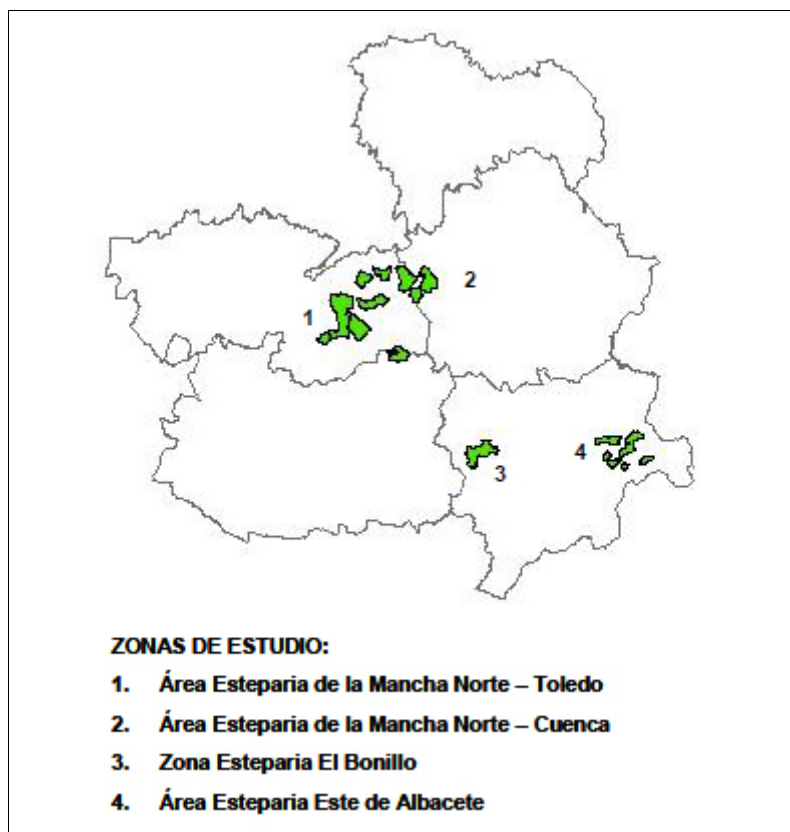 2
1
4
3
ZONAS DE ESTUDIO:
1. Área Esteparia de la Mancha Norte – Toledo
2. Área Esteparia de la Mancha Norte – Cuenca
3. Zona Esteparia El Bonillo
4. Área Esteparia Este de Albacete